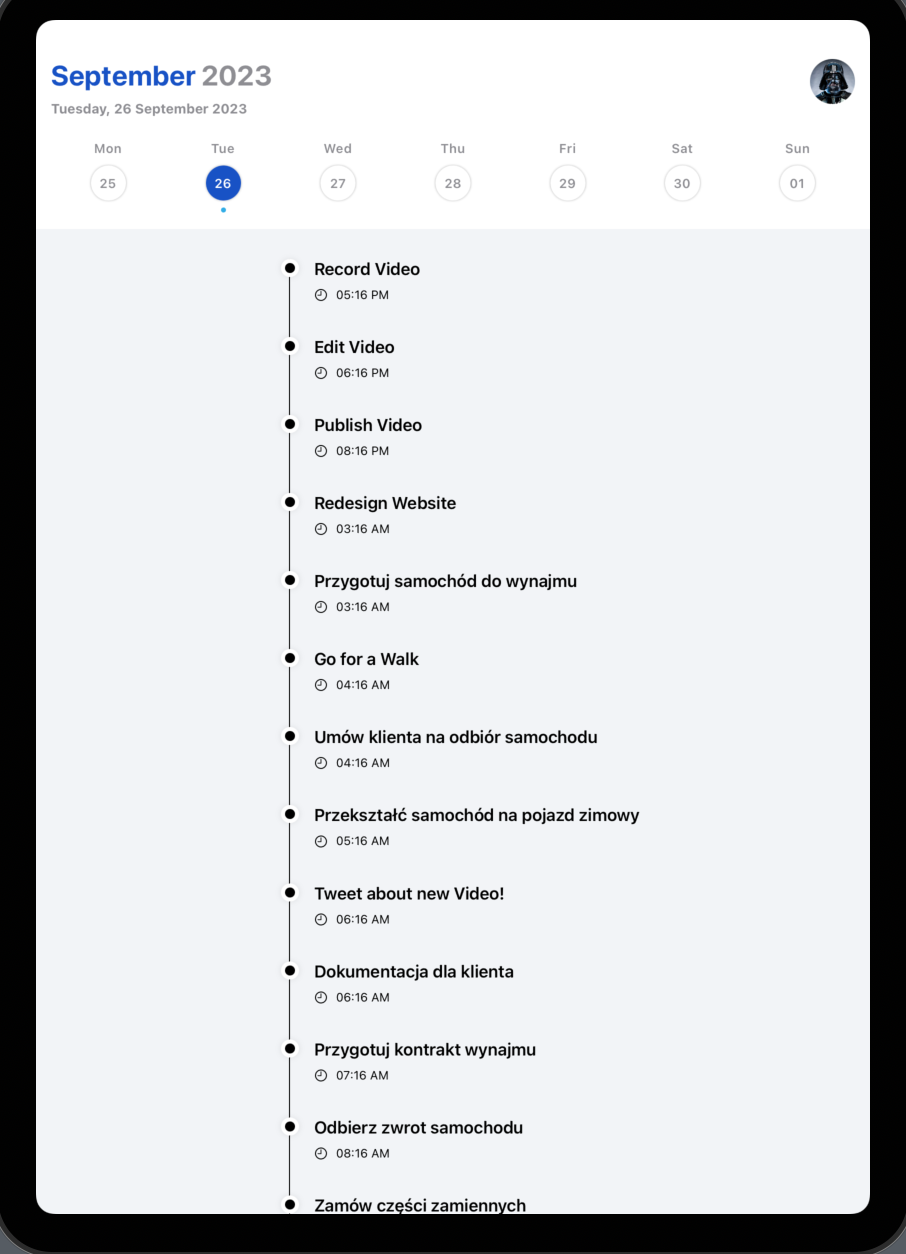 September 2023
Tuesday, 26 September 2023
Mon Tue Wed Thu Fri Sat Sun
25 26 27 28 29 30 01
Record Video
05:16 PM
Edit Video
06:16 PM
Publish Video
08:16 PM
Redesign Website
03:16 AM
Przygotuj samochód do wynajmu
03:16 AM
Go for a Walk
04:16 AM
Umów klienta na odbiór samochodu
04:16 AM
Przekształć samochód na pojazd zimowy
05:16 AM
Tweet about new Video!
06:16 AM
Dokumentacja dla klienta
06:16 AM
Przygotuj kontrakt wynajmu
07:16 AM
Odbierz zwrot samochodu
08:16 AM
Zamów części zamiennych